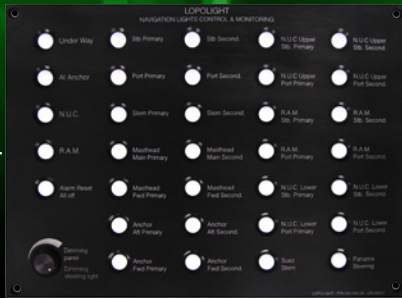 LOPOLIGHT
NAVIGATION LIGHTS CONTROL & MONITORING
Under Way
Stb Primary
Stb Second.
N.U.C Upper
Stb. Primary
N.U.C Upper
Stb. Second.
At Anchor
Port Primary
Port Second.
N.U.C Upper
Port Primary
N.U.C Upper
Port Second.
N.U.C.
Stern Primary
Stern Second.
R.A.M.
Stb. Primary
R.A.M.
Stb. Second.
R.A.M.
Masthead
Main Primary
Masthead
Main Second.
R.A.M.
Port Primary
R.A.M.
Port Second.
Alarm Reset
All off
Masthead
Fwd Primary
Masthead
Fwd Second.
N.U.C. Lower
Stb. Primary
N.U.C. Lower
Stb. Second.
Anchor
Aft Primary
Anchor
Aft Second.
N.U.C. Lower
Port Primary
N.U.C. Lower
Port Second.
Dimming
panel
Dimming
steering light
Anchor
Fwd Primary
Anchor
Fwd Second.
Suez
Stern
Panama
Steering